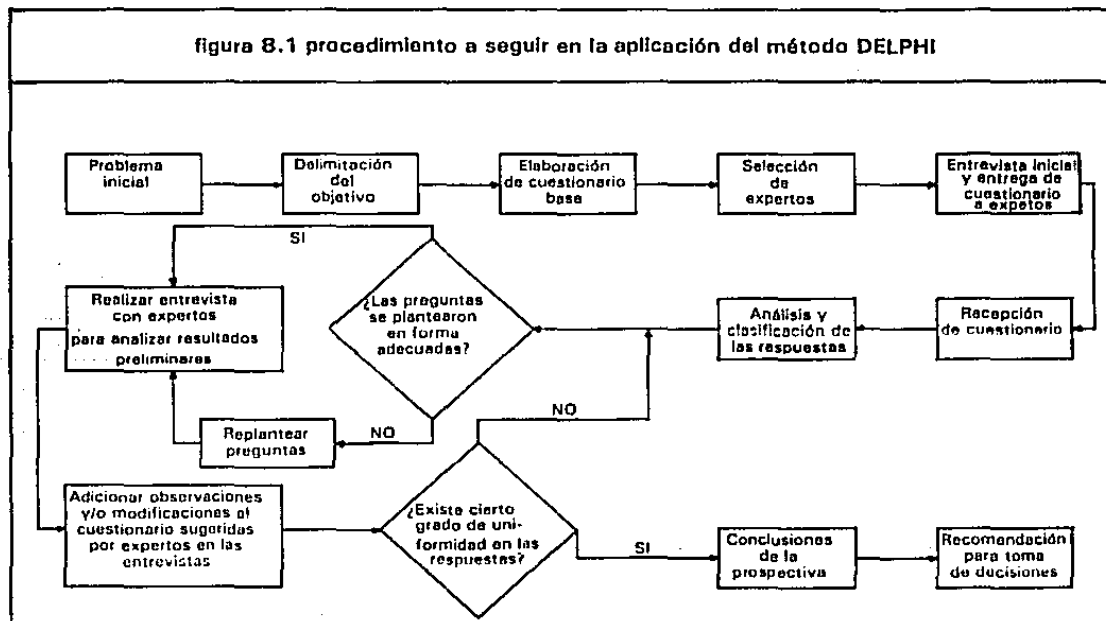 figura 8.1 procedimiento a seguir en la aplicación del método DELPHI
Problema
inicial
Delimitación
del
objetivo
Elaboración
de cuestionario
base
Selección
de
expertos
Entrevista inicial
y entrega de
cuestionario
a expetos
SI
Realizar entrevista
con expertos
para analizar resultados
preliminares
¿Las preguntas
se plantearon
en forma
adecuadas?
Análisis y
clasificación de
las respuestas
Recepción
de cuestionario
NO
Replantear
preguntas
NO
Adicionar observaciones
y/o modificaciones al
cuestionario sugeridas
por expertos en las
entrevistas
¿Existe cierto
grado de uni-
formidad en las
respuestas?
SI
Conclusiones
de la
prospectiva
Recomendación
para toma
de decisiones